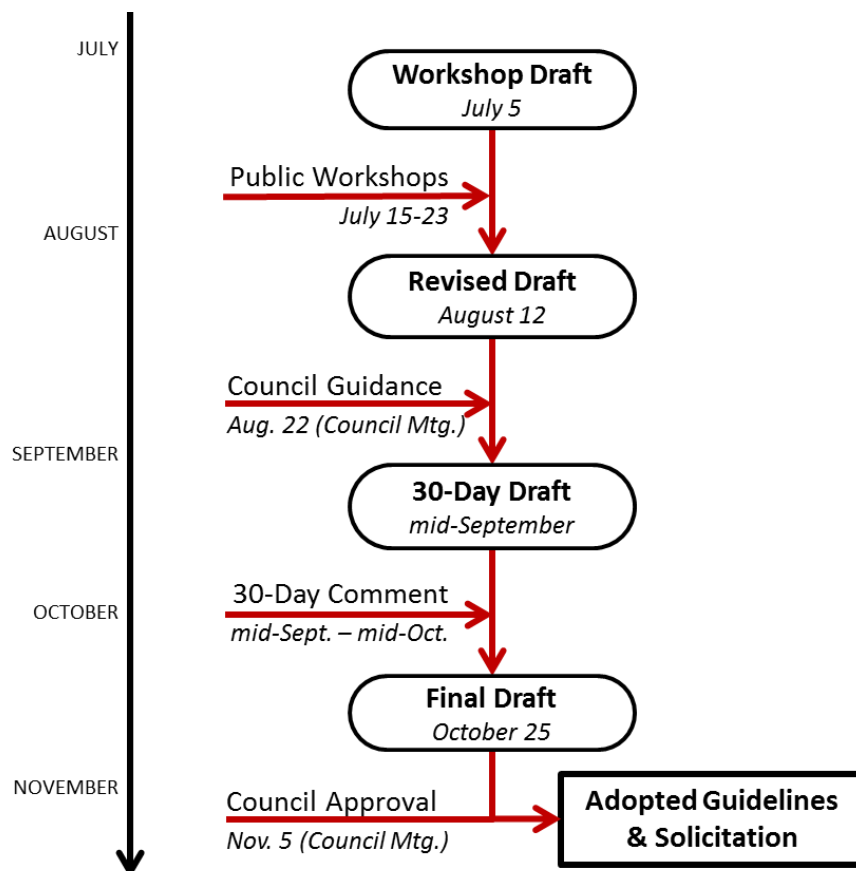 JULY
Workshop Draft
July 5
Public Workshops
July 15-23
AUGUST
Revised Draft
August 12
Council Guidance
Aug. 22 (Council Mtg.)
SEPTEMBER
30-Day Draft
mid-September
30-Day Comment
OCTOBER
mid-Sept. – mid-Oct.
Final Draft
October 25
NOVEMBER
Council Approval
Nov. 5 (Council Mtg.)
Adopted Guidelines
& Solicitation